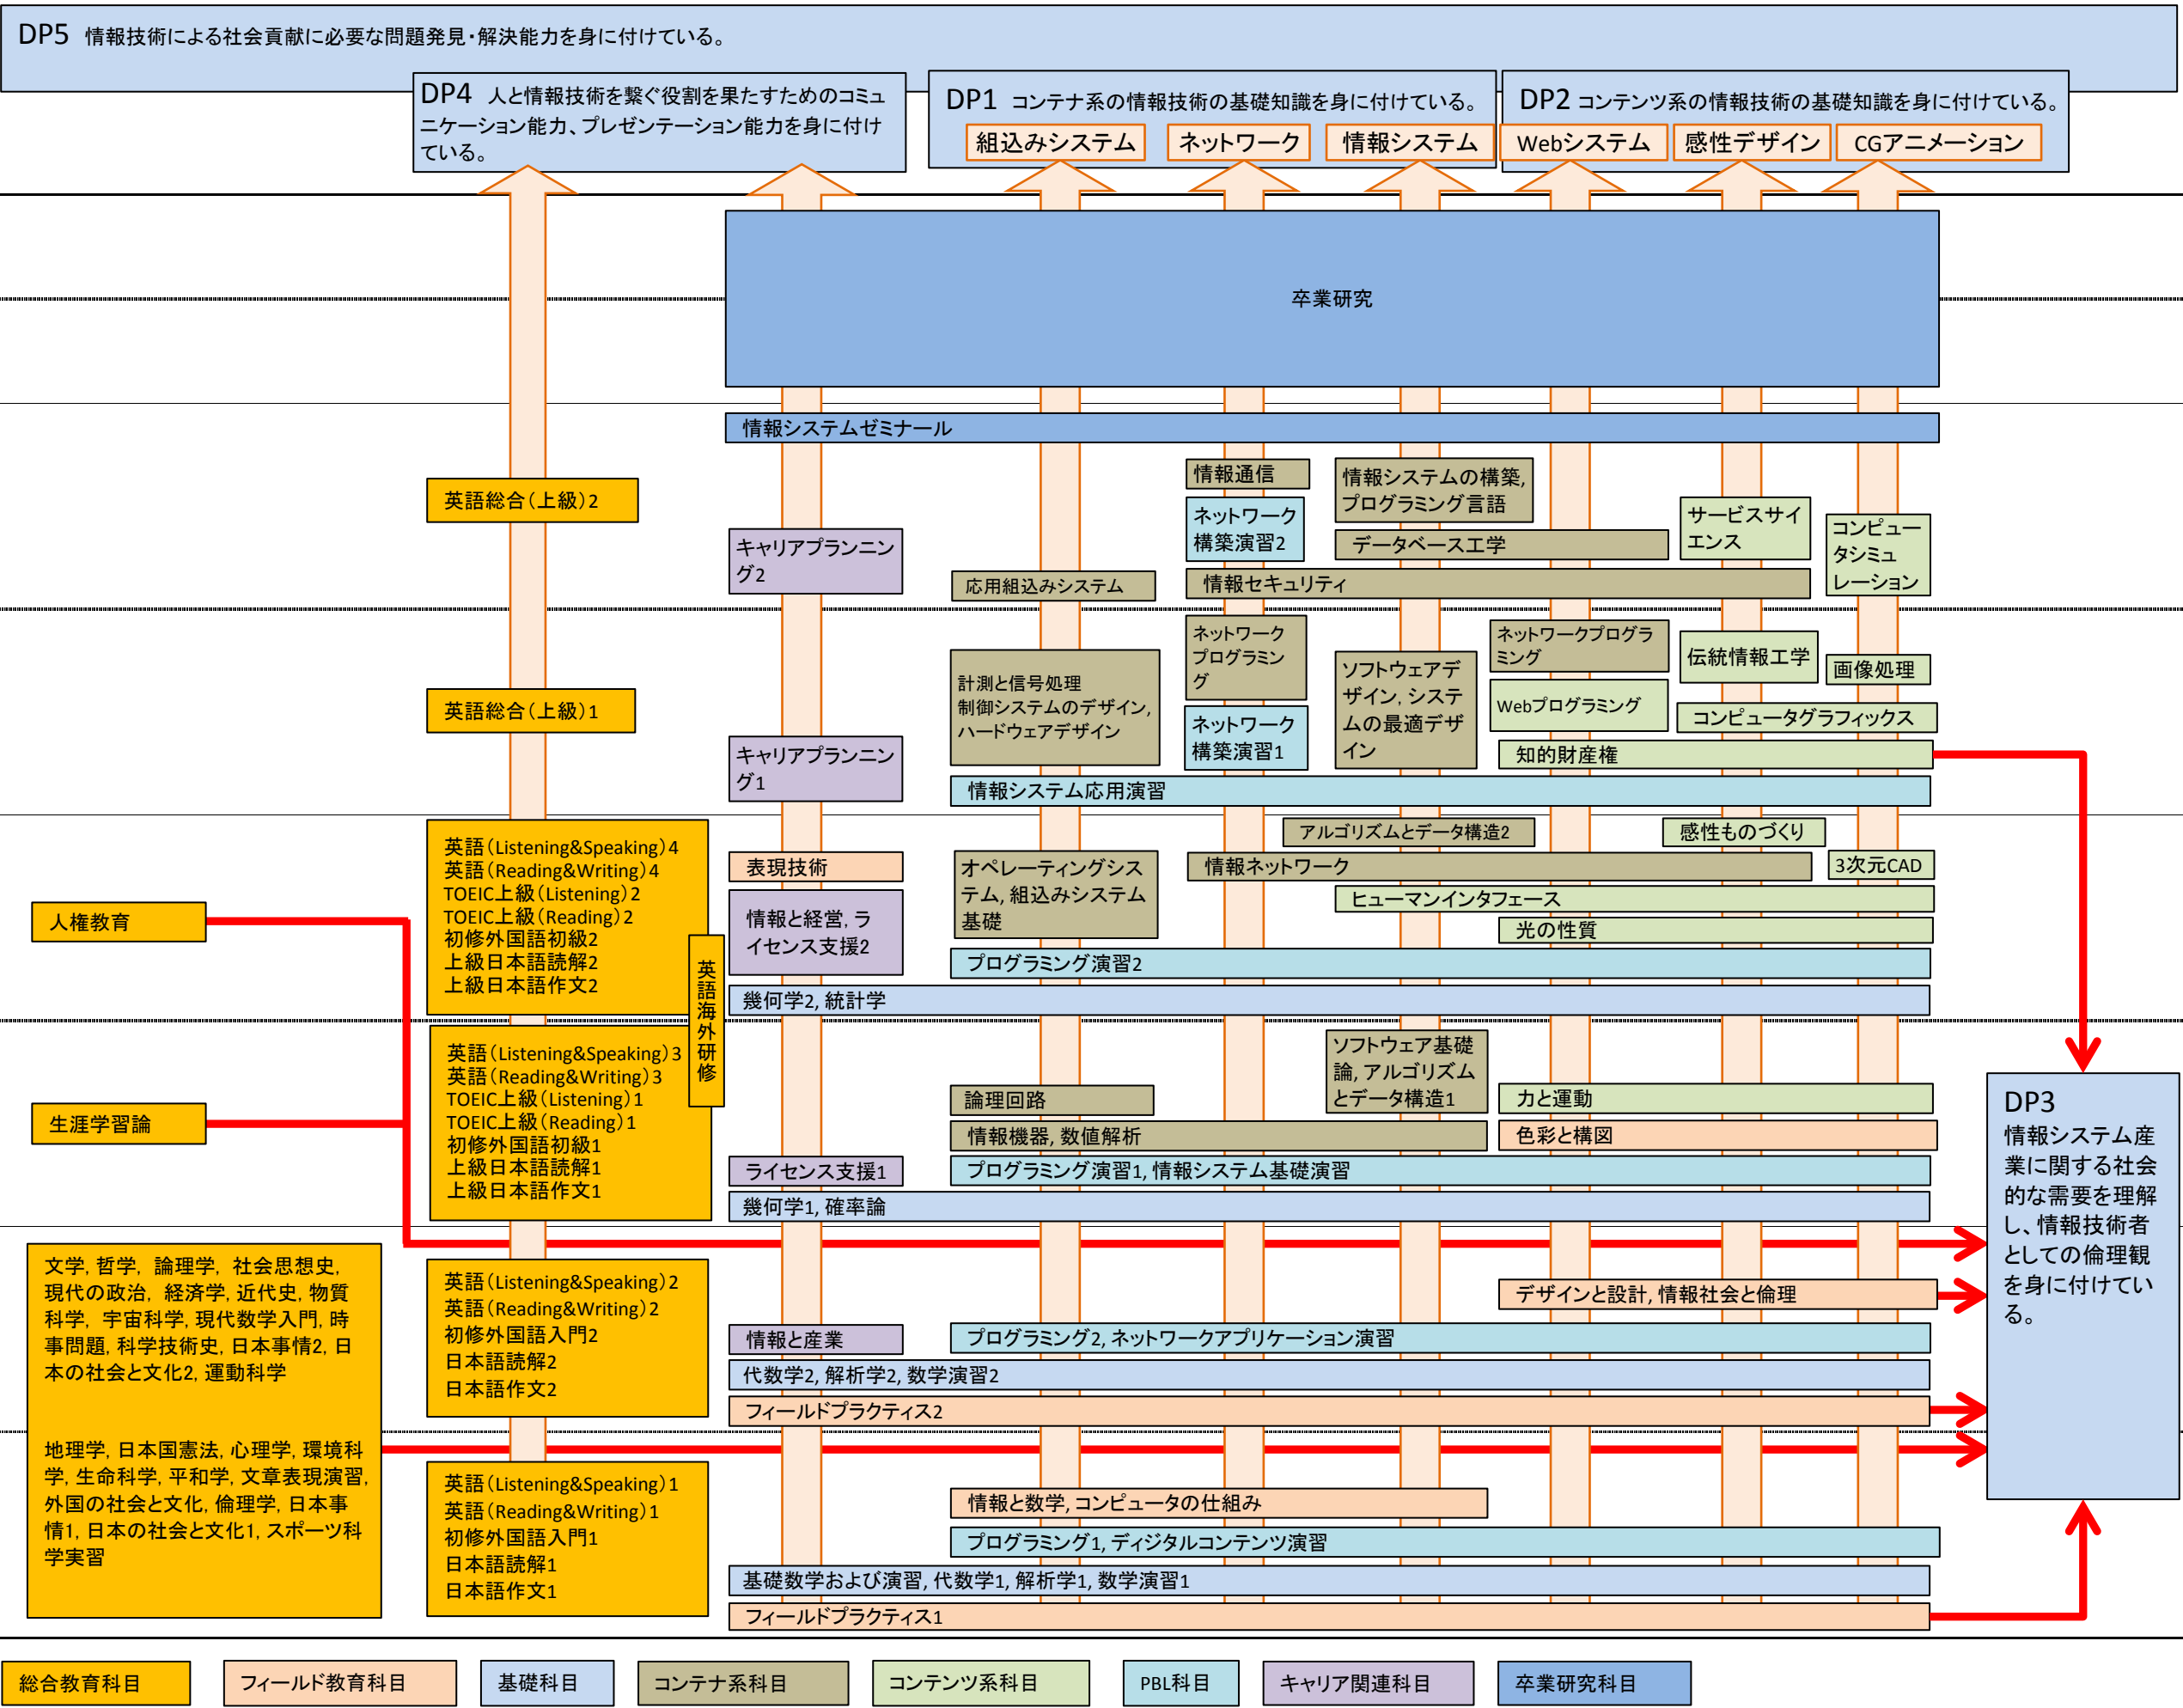 DP5 情報技術による社会貢献に必要な問題発見・解決能力を身に付けている。
DP4 人と情報技術を繋ぐ役割を果たすためのコミュ
ニケーション能力、プレゼンテーション能力を身に付け
ている。
DP1 コンテナ系の情報技術の基礎知識を身に付けている。
組込みシステム
ネットワーク
情報システム
DP2 コンテンツ系の情報技術の基礎知識を身に付けている。
Webシステム
感性デザイン
CGアニメーション
卒業研究
情報システムゼミナール
英語総合(上級)2
キャリアプランニン
グ2
応用組込みシステム
情報通信
ネットワーク
構築演習2
情報システムの構築,
プログラミング言語
データベース工学
情報セキュリティ
サービスサイ
エンス
コンピュー
タシミュ
レーション
英語総合(上級)1
キャリアプランニン
グ1
計測と信号処理
制御システムのデザイン,
ハードウェアデザイン
ネットワーク
プログラミン
グ
ネットワーク
構築演習1
ソフトウェアデ
ザイン, システ
ムの最適デザ
イン
ネットワークプログラ
ミング
Webプログラミング
伝統情報工学
画像処理
コンピュータグラフィックス
知的財産権
情報システム応用演習
人権教育
英語(Listening&Speaking)4
英語(Reading&Writing)4
TOEIC上級(Listening)2
TOEIC上級(Reading)2
初修外国語初級2
上級日本語読解2
上級日本語作文2
英語海外研修
表現技術
情報と経営, ラ
イセンス支援2
オペレーティングシス
テム, 組込みシステム
基礎
アルゴリズムとデータ構造2
感性ものづくり
情報ネットワーク
3次元CAD
ヒューマンインタフェース
光の性質
プログラミング演習2
幾何学2, 統計学
生涯学習論
英語(Listening&Speaking)3
英語(Reading&Writing)3
TOEIC上級(Listening)1
TOEIC上級(Reading)1
初修外国語初級1
上級日本語読解1
上級日本語作文1
ソフトウェア基礎
論, アルゴリズム
とデータ構造1
論理回路
力と運動
情報機器, 数値解析
色彩と構図
ライセンス支援1
プログラミング演習1, 情報システム基礎演習
幾何学1, 確率論
DP3
情報システム産
業に関する社会
的な需要を理解
し、情報技術者
としての倫理観
を身に付けてい
る。
文学, 哲学, 論理学, 社会思想史,
現代の政治, 経済学, 近代史, 物質
科学, 宇宙科学, 現代数学入門, 時
事問題, 科学技術史, 日本事情2, 日
本の社会と文化2, 運動科学
地理学, 日本国憲法, 心理学, 環境科
学, 生命科学, 平和学, 文章表現演習,
外国の社会と文化, 倫理学, 日本事
情1, 日本の社会と文化1, スポーツ科
学実習
英語(Listening&Speaking)2
英語(Reading&Writing)2
初修外国語入門2
日本語読解2
日本語作文2
デザインと設計, 情報社会と倫理
情報と産業
プログラミング2, ネットワークアプリケーション演習
代数学2, 解析学2, 数学演習2
フィールドプラクティス2
英語(Listening&Speaking)1
英語(Reading&Writing)1
初修外国語入門1
日本語読解1
日本語作文1
情報と数学, コンピュータの仕組み
プログラミング1, ディジタルコンテンツ演習
基礎数学および演習, 代数学1, 解析学1, 数学演習1
フィールドプラクティス1
総合教育科目
フィールド教育科目
基礎科目
コンテナ系科目
コンテンツ系科目
PBL科目
キャリア関連科目
卒業研究科目